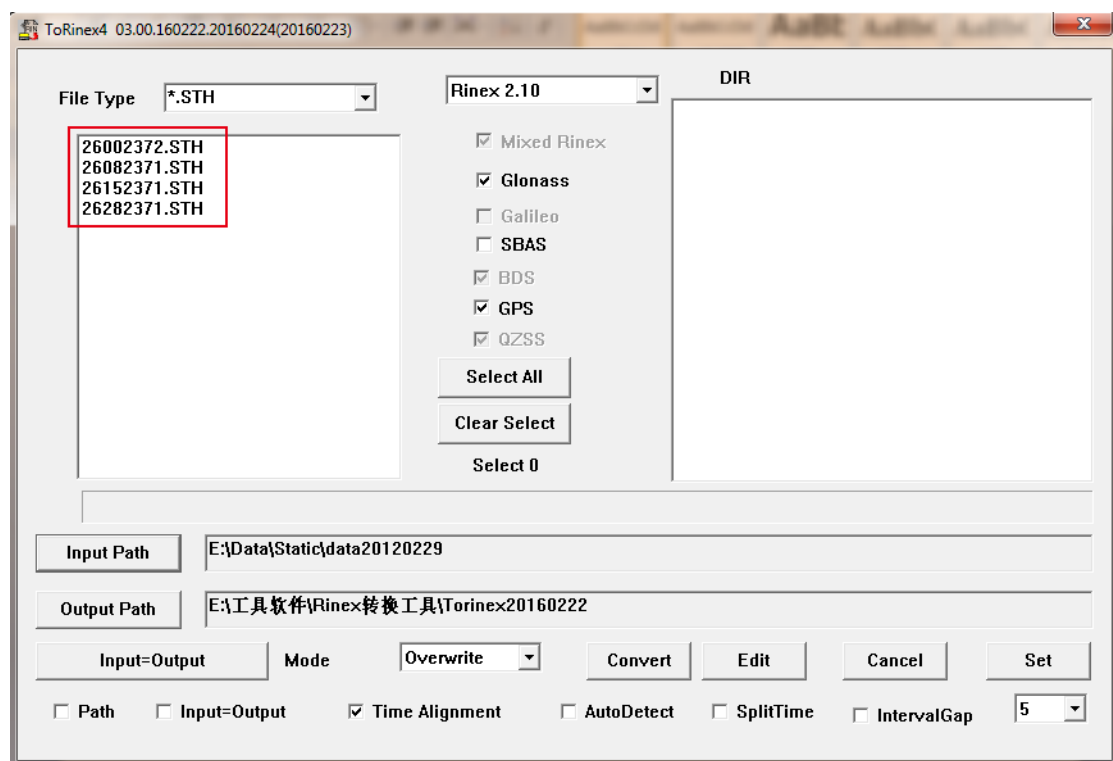 ToRinex4 03.00.160222.20160224(20160223)
DIR
File Type
*.STH
Rinex 2.10
26002372.STH
26082371.STH
26152371.STH
26282371.STH
Mixed Rinex
Glonass
Galileo
SBAS
BDS
GPS
QZSS
Select All
Clear Select
Select 0
Input Path
E:\Data\Static\data20120229
Output Path
E:\工具软件\Rinex转换工具\Torinex20160222
Input=Output
Mode
Overwrite
Convert
Edit
Cancel
Set
Path
Input=Output
Time Alignment
AutoDetect
SplitTime
IntervalGap
5